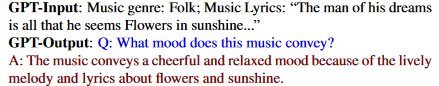 GPT-Input: Music genre: Folk; Music Lyrics: “The man of his dreams
is all that he seems Flowers in sunshine...”
GPT-Output: Q: What mood does this music convey?
A: The music conveys a cheerful and relaxed mood because of the lively
melody and lyrics about flowers and sunshine.